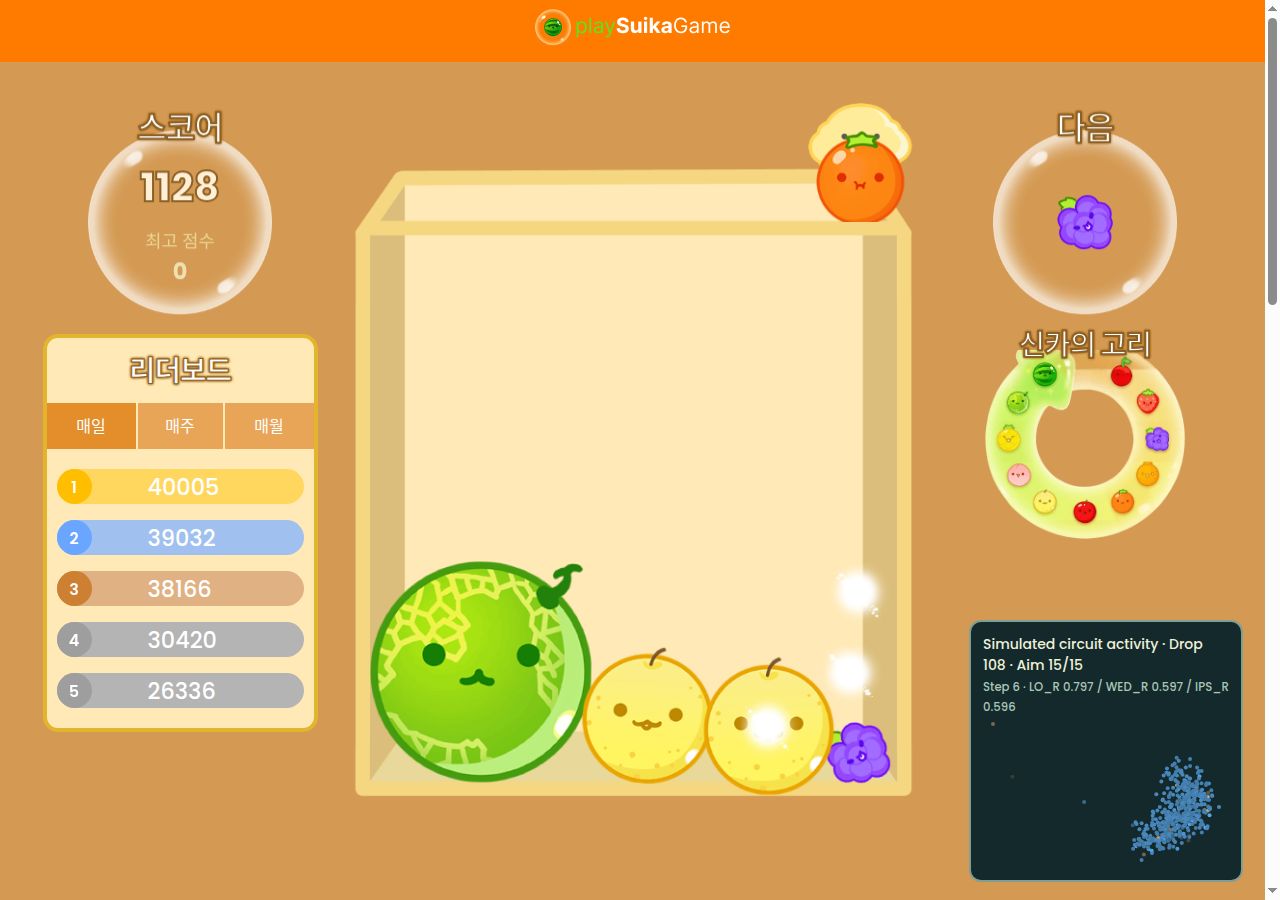 playSuikaGame
스코어
1128
최고 점수
0
다음
신카의 고리
리더보드
매일
매주
매월
1
40005
2
39032
3
38166
4
30420
5
26336
Simulated circuit activity · Drop
108 · Aim 15/15
Step 6 · LO_R 0.797 / WED_R 0.597 / IPS_R
0.596